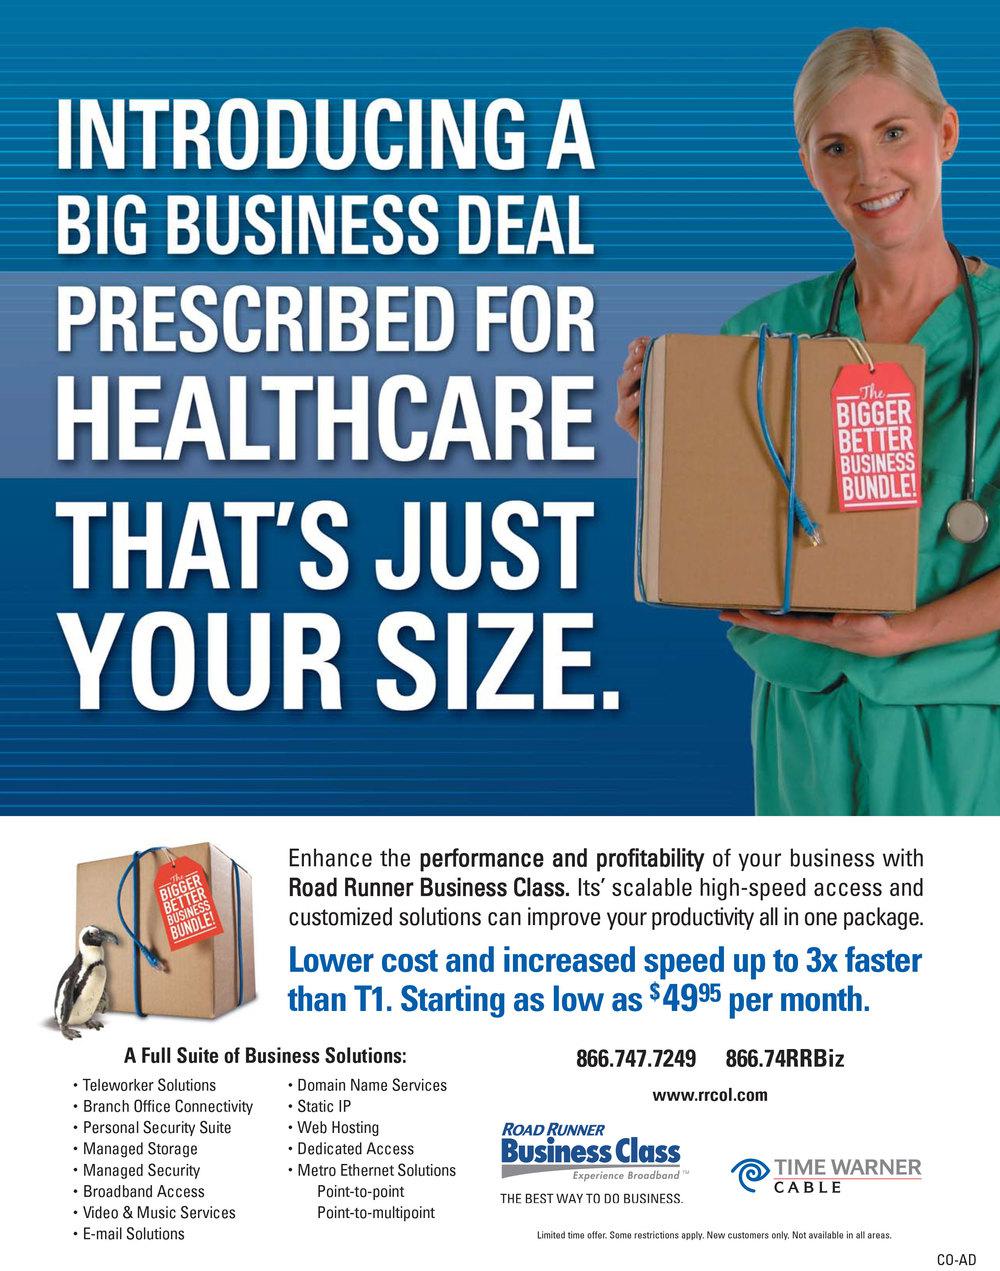 INTRODUCING A
BIG BUSINESS DEAL
PRESCRIBED FOR
HEALTHCARE
THAT'S JUST
YOUR SIZE.
The
BIGGER
BETTER
BUSINESS
BUNDLE!
The
BIGGER
BETTER
BUSINESS
BUNDLE!
Enhance the performance and profitability of your business with
Road Runner Business Class. Its' scalable high-speed access and
customized solutions can improve your productivity all in one package.
Lower cost and increased speed up to 3x faster
than T1. Starting as low as $4995 per month.
A Full Suite of Business Solutions:
• Teleworker Solutions
• Branch Office Connectivity
• Personal Security Suite
• Managed Storage
• Managed Security
• Broadband Access
• Video & Music Services
• E-mail Solutions
• Domain Name Services
• Static IP
• Web Hosting
• Dedicated Access
• Metro Ethernet Solutions
Point-to-point
Point-to-multipoint
866.747.7249 866.74RRBiz
www.rrcol.com
ROAD RUNNER
Business Class
Experience Broadband™
THE BEST WAY TO DO BUSINESS.
TIME WARNER
CABLE
Limited time offer. Some restrictions apply. New customers only. Not available in all areas.
CO-AD